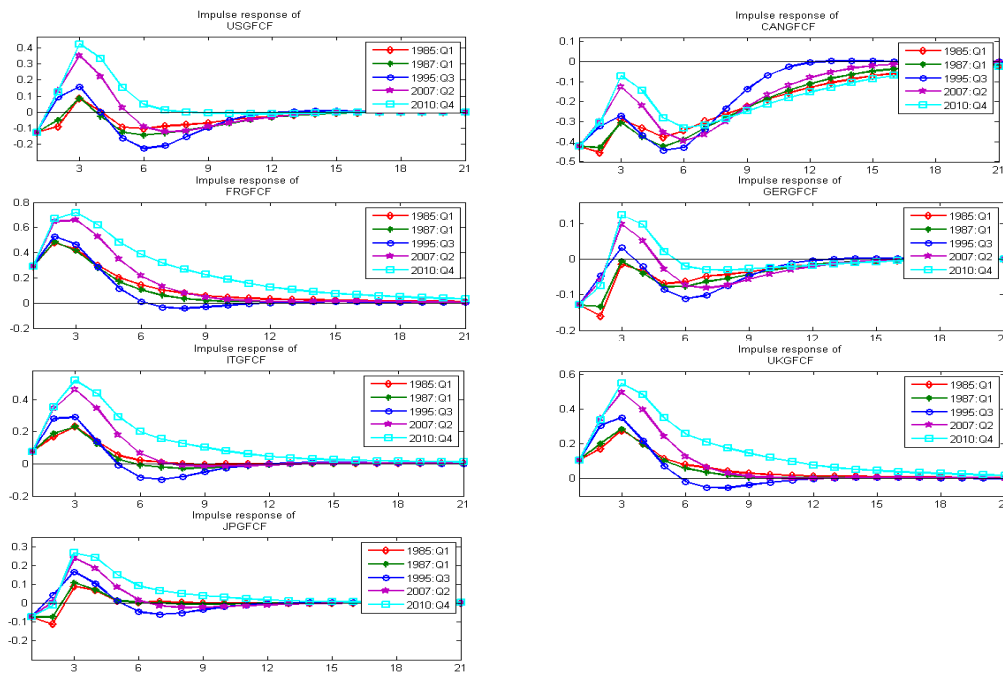 Impulse response of
USGFCF
0.4
0.3
0.2
0.1
0
-0.1
-0.2
3 6 9 12 15 18 21
1985:Q1
1987:Q1
1995:Q3
2007:Q2
2010:Q4
Impulse response of
CANGFCF
0.1
0
-0.1
-0.2
-0.3
-0.4
-0.5
3 6 9 12 15 18 21
1985:Q1
1987:Q1
1995:Q3
2007:Q2
2010:Q4
Impulse response of
FRGFCF
0.8
0.6
0.4
0.2
0
-0.2
3 6 9 12 15 18 21
1985:Q1
1987:Q1
1995:Q3
2007:Q2
2010:Q4
Impulse response of
GERGFCF
0.1
0
-0.1
-0.2
3 6 9 12 15 18 21
1985:Q1
1987:Q1
1995:Q3
2007:Q2
2010:Q4
Impulse response of
ITGFCF
0.4
0.2
0
-0.2
3 6 9 12 15 18 21
1985:Q1
1987:Q1
1995:Q3
2007:Q2
2010:Q4
Impulse response of
UKGFCF
0.6
0.4
0.2
0
3 6 9 12 15 18 21
1985:Q1
1987:Q1
1995:Q3
2007:Q2
2010:Q4
Impulse response of
JPGFCF
0.3
0.2
0.1
0
-0.1
-0.2
3 6 9 12 15 18 21
1985:Q1
1987:Q1
1995:Q3
2007:Q2
2010:Q4